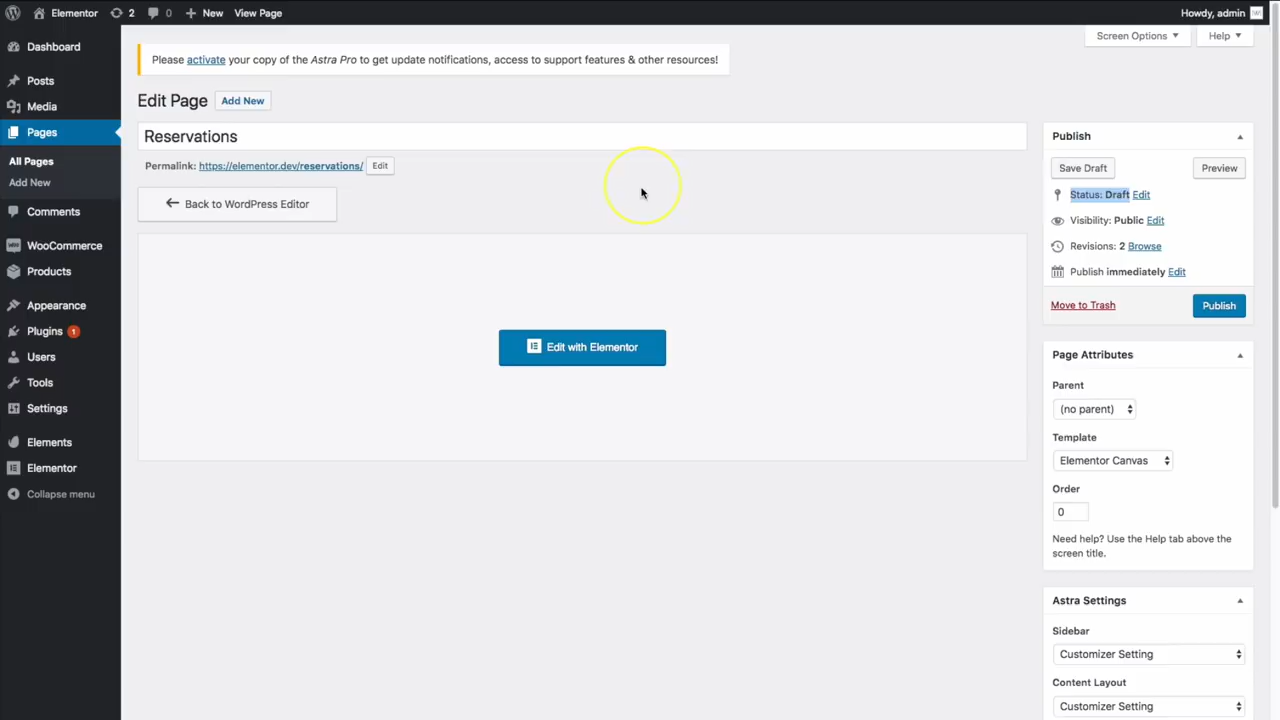 Elementor 2 0 New View Page Howdy, admin
Screen Options Help
Dashboard
Posts
Media
Pages
All Pages
Add New
Comments
WooCommerce
Products
Appearance
Plugins 1
Users
Tools
Settings
Elements
Elementor
Collapse menu
Please activate your copy of the Astra Pro to get update notifications, access to support features & other resources!
Edit Page Add New
Reservations
Permalink: https://elementor.dev/reservations/ Edit
← Back to WordPress Editor
Edit with Elementor
Publish
Save Draft Preview
Status: Draft Edit
Visibility: Public Edit
Revisions: 2 Browse
Publish immediately Edit
Move to Trash Publish
Page Attributes
Parent
(no parent)
Template
Elementor Canvas
Order
0
Need help? Use the Help tab above the
screen title.
Astra Settings
Sidebar
Customizer Setting
Content Layout
Customizer Setting